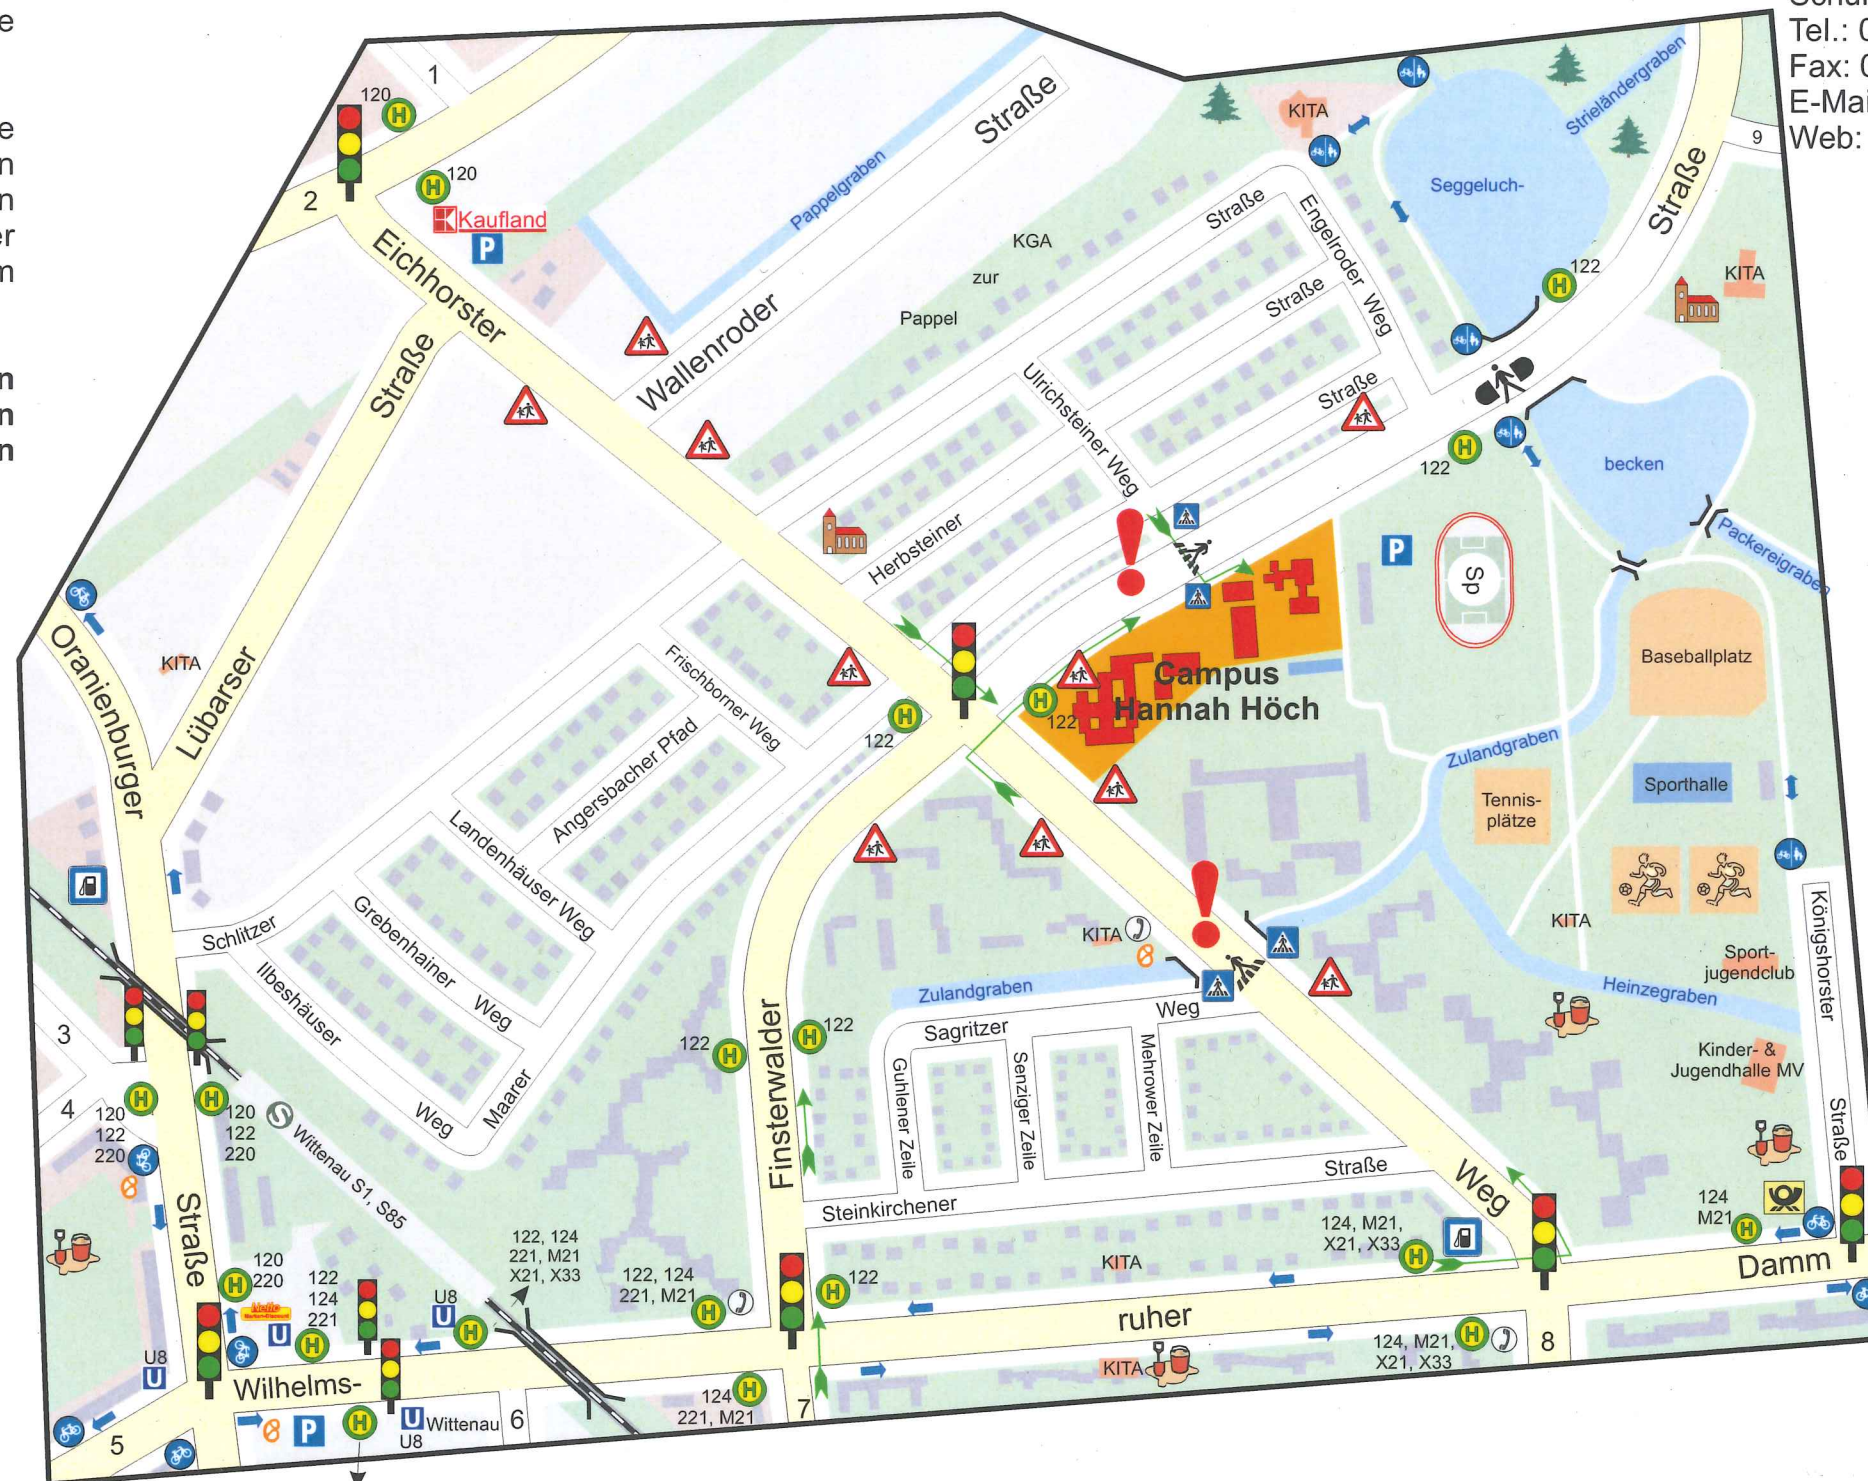 e
e
n
n
er
m
n
n
n
Tel.: 0
Fax: 0
E-Mai
Web:
1
120
H
2
H
120
Kaufland
P
Eichhorster
Pappelgraben
Straße
Wallenroder
KGA
zur
Pappel
KITA
Seggeluch-
Strieländergraben
Straße
9
KITA
H
122
Straße
Engelroder Weg
Straße
Straße
Ulrichsteiner Weg
H
122
becken
Packereigraben
Straße
Lübarser
Herbsteiner
P
Sp
Baseballplatz
Oranienburger
KITA
Frischborner Weg
H
122
H
122
Campus
Hannah Höch
Angersbacher Pfad
Landenhäuser Weg
Zulandgraben
Tennis-
plätze
Sporthalle
Schlitzer
Grebenhainer Weg
Ilbeshäuser Weg
Maarer
KITA
KITA
Sport-
jugendclub
Königshorster
Straße
Zulandgraben
Heinzegraben
Sagritzer Weg
Guhlener Zeile
Senziger Zeile
Mehrower Zeile
Kinder- &
Jugendhalle MV
3
4
H
120
122
220
H
120
122
220
S
Wittenau S1, S85
Finsterwalder
122
H
H
122
Steinkirchener
Straße
Weg
Straße
124
M21
H
H
120
220
122
124
221
H
U
U8
U
H
122, 124
221, M21
X21, X33
122, 124
221, M21
H
H
122
KITA
124, M21,
X21, X33
H
Damm
ruher
U8
U
Wilhelms-
5
P
H
U
Wittenau
U8
6
124
221, M21
H
7
KITA
124, M21,
X21, X33
H
8